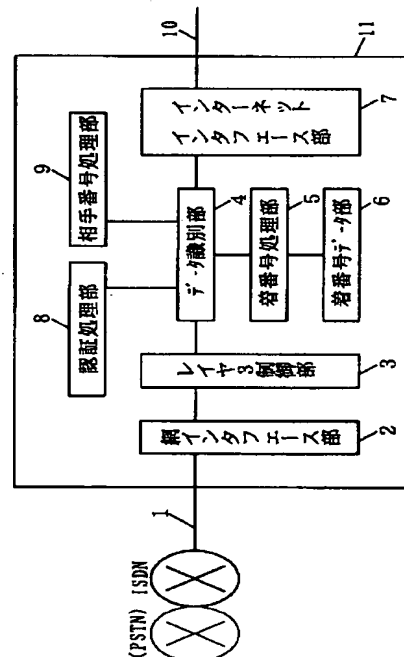 (PSTN) ISDN
1
網インタフェース部
2
レイヤ3制御部
3
認証処理部
8
相手番号処理部
9
データ識別部
4
着番号処理部
5
着番号データ部
6
インターネット
インタフェース部
7
10
11